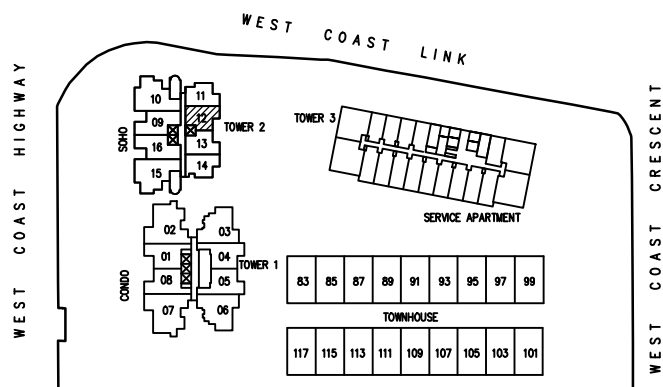 WEST COAST LINK
WEST COAST HIGHWAY
WEST COAST CRESCENT
SOHO
10
11
09
12
16
13
15
14
TOWER 2
TOWER 3
SERVICE APARTMENT
CONDO
02
03
01
04
08
05
07
06
TOWER 1
83 85 87 89 91 93 95 97 99
TOWNHOUSE
117 115 113 111 109 107 105 103 101